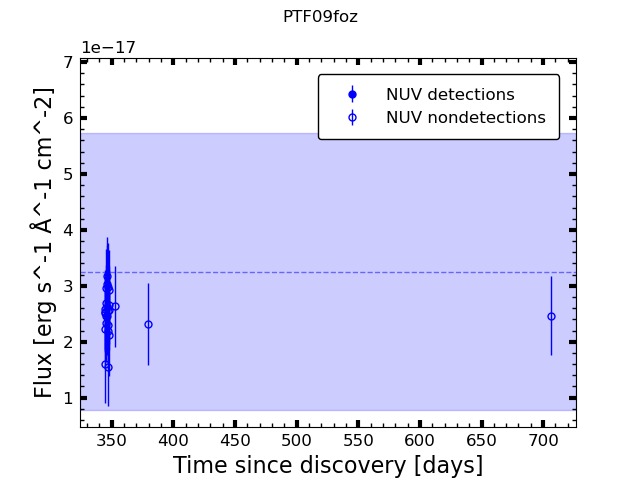 PTF09foz
1e−17
NUV detections
NUV nondetections
Flux [erg s^-1 Å^-1 cm^-2]
7
6
5
4
3
2
1
350 400 450 500 550 600 650 700
Time since discovery [days]